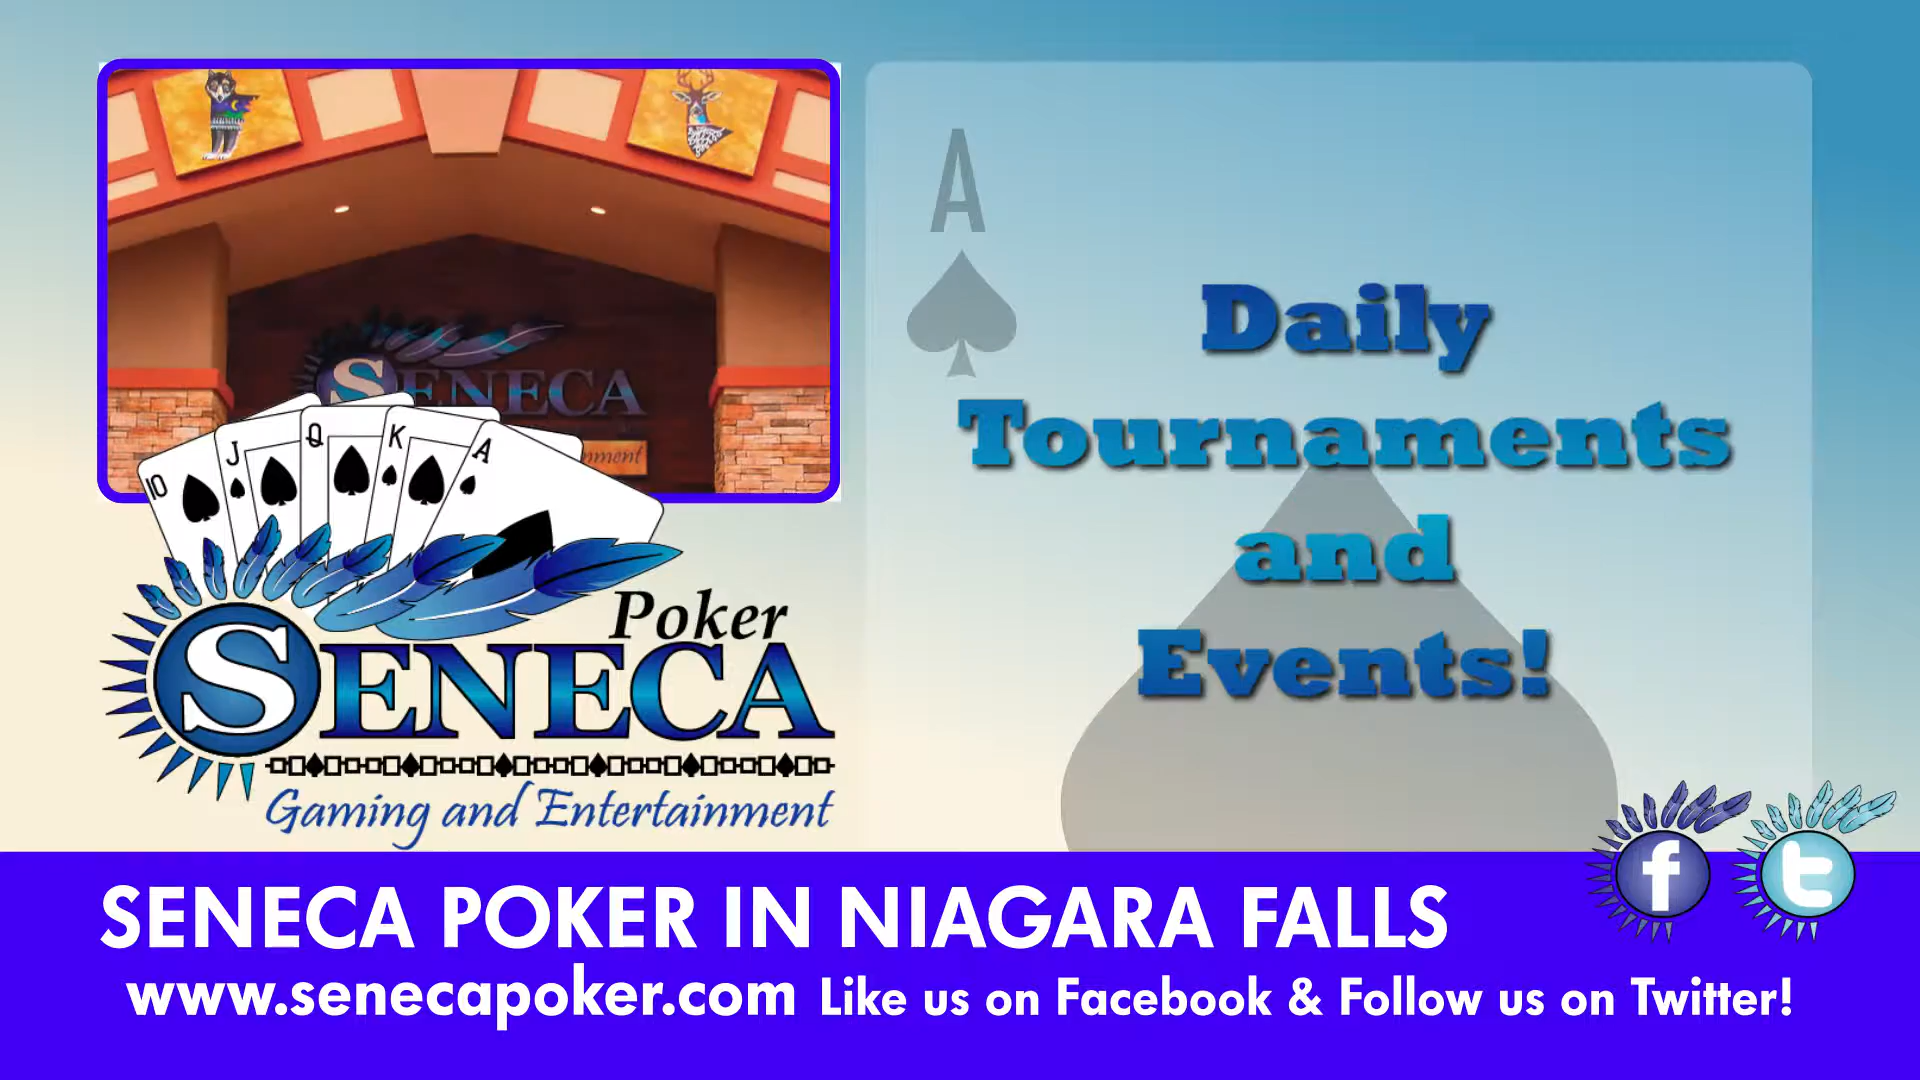 SENECA
nment
10
J
Q
K
A
Poker
SENECA
Gaming and Entertainment
A
Daily
Tournaments
and
Events!
f
t
SENECA POKER IN NIAGARA FALLS
www.senecapoker.com Like us on Facebook & Follow us on Twitter!